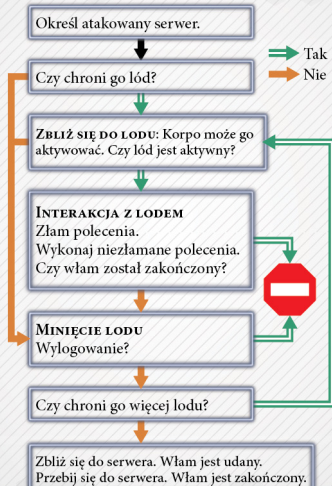 Określ atakowany serwer.
Tak
Nie
Czy chroni go lód?
ZBLIŻ SIĘ DO LODU: Korpo może go
aktywować. Czy lód jest aktywny?
INTERAKCJA Z LODEM
Złam polecenia.
Wykonaj niezłamane polecenia.
Czy włam został zakończony?
MINIĘCIE LODU
Wylogowanie?
Czy chroni go więcej lodu?
Zbliż się do serwera. Włam jest udany.
Przebij się do serwera. Włam jest zakończony.